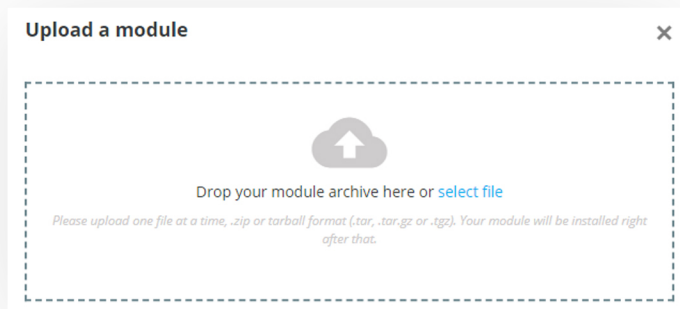 Upload a module
Drop your module archive here or select file
Please upload one file at a time, .zip or tarball format (.tar, .tar.gz or .tgz). Your module will be installed right
after that.